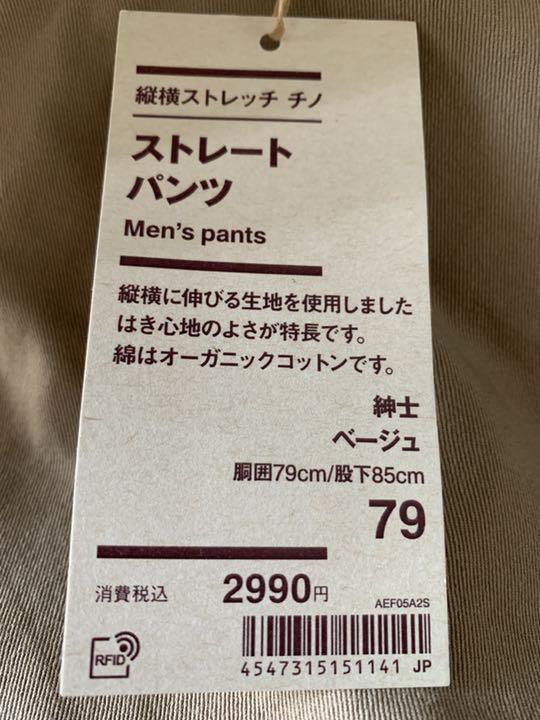 縦横ストレッチ チノ
ストレート
パンツ
Men's pants
縦横に伸びる生地を使用しました
はき心地のよさが特長です。
綿はオーガニックコットンです。
紳士
ベージュ
胴囲79cm/股下85cm
79
消費税込 2990円
AEF05A2S
RFID
4547315151141 JP